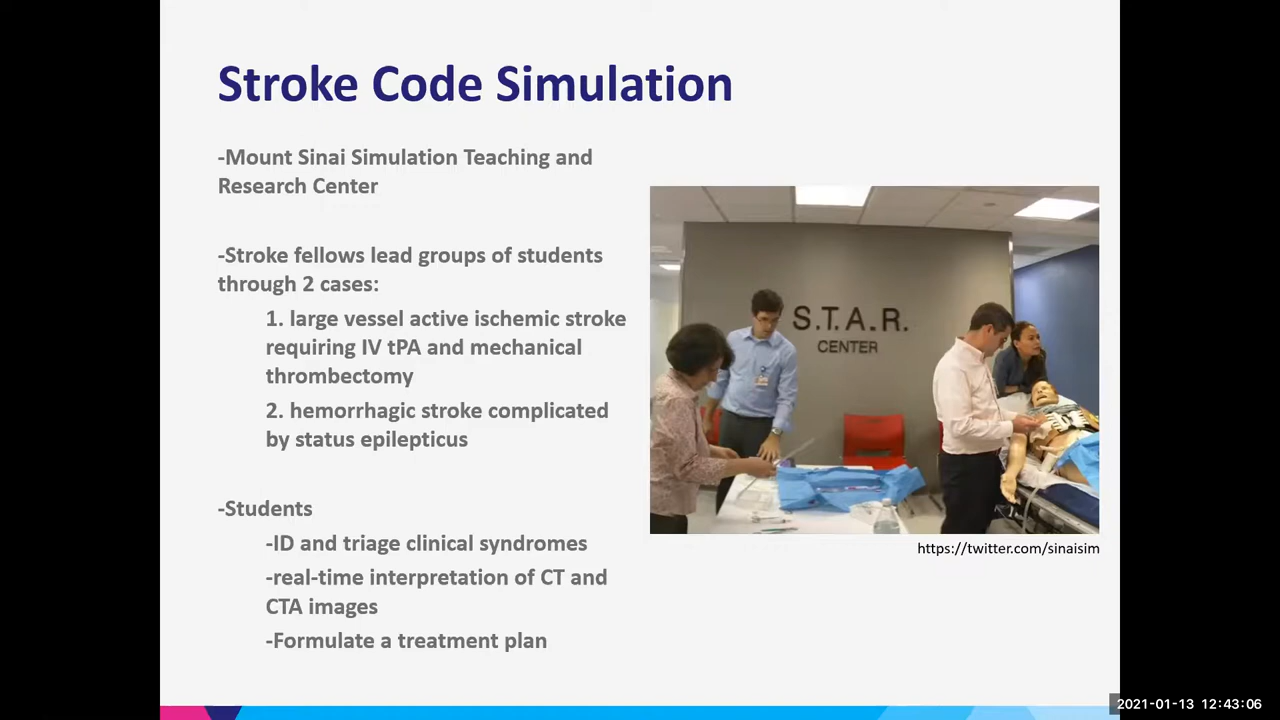 Stroke Code Simulation
-Mount Sinai Simulation Teaching and
Research Center
-Stroke fellows lead groups of students
through 2 cases:
1. large vessel active ischemic stroke
requiring IV tPA and mechanical
thrombectomy
2. hemorrhagic stroke complicated
by status epilepticus
-Students
-ID and triage clinical syndromes
-real-time interpretation of CT and
CTA images
-Formulate a treatment plan
S.T.A.R.
CENTER
https://twitter.com/sinaisim
2021-01-13 12:43:06